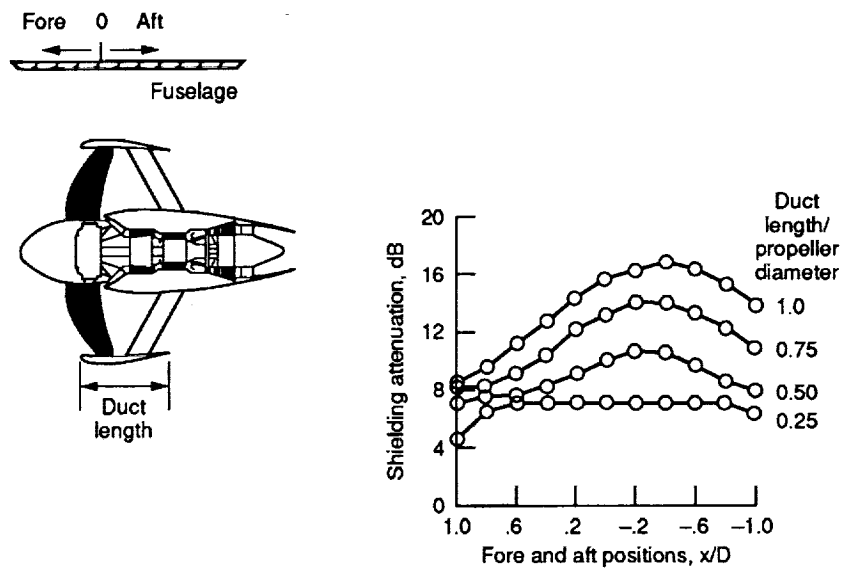 Fore 0 Aft
Fuselage
Duct
length
Duct
length/
propeller
diameter
Shielding attenuation, dB
20
16
12
8
4
0
1.0
0.75
0.50
0.25
1.0 .6 .2 –.2 –.6 –1.0
Fore and aft positions, x/D